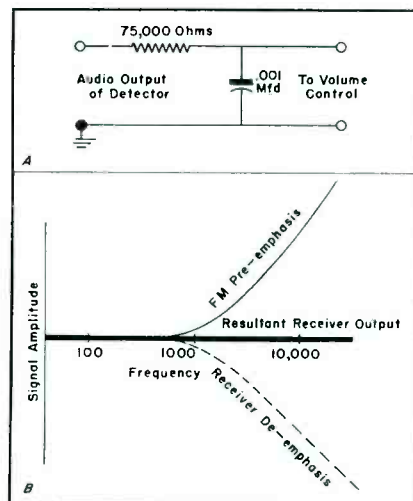 75,000 Ohms
Audio Output
of Detector
.001
Mfd
To Volume
Control
A
FM Pre-emphasis
Signal Amplitude
Resultant Receiver Output
100
1000
10,000
Frequency
Receiver De-emphasis
B